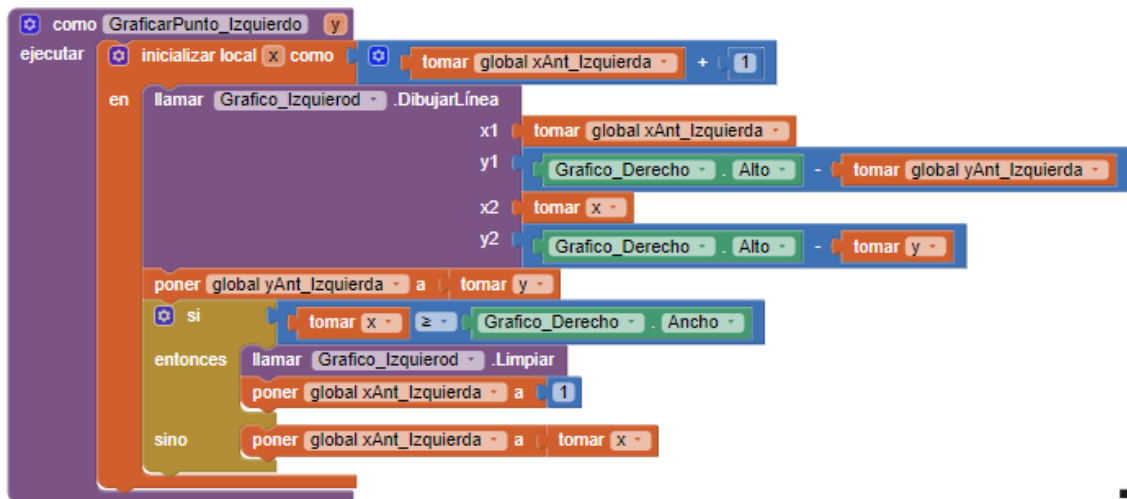 como GraficarPunto_Izquierdo y
ejecutar inicializar local x como tomar global xAnt_Izquierda + 1
en llamar Grafico_Izquierod .DibujarLínea
x1 tomar global xAnt_Izquierda
y1 Grafico_Derecho . Alto - tomar global yAnt_Izquierda
x2 tomar x
y2 Grafico_Derecho . Alto - tomar y
poner global yAnt_Izquierda a tomar y
si tomar x ≥ Grafico_Derecho . Ancho
entonces llamar Grafico_Izquierod .Limpiar
poner global xAnt_Izquierda a 1
sino poner global xAnt_Izquierda a tomar x